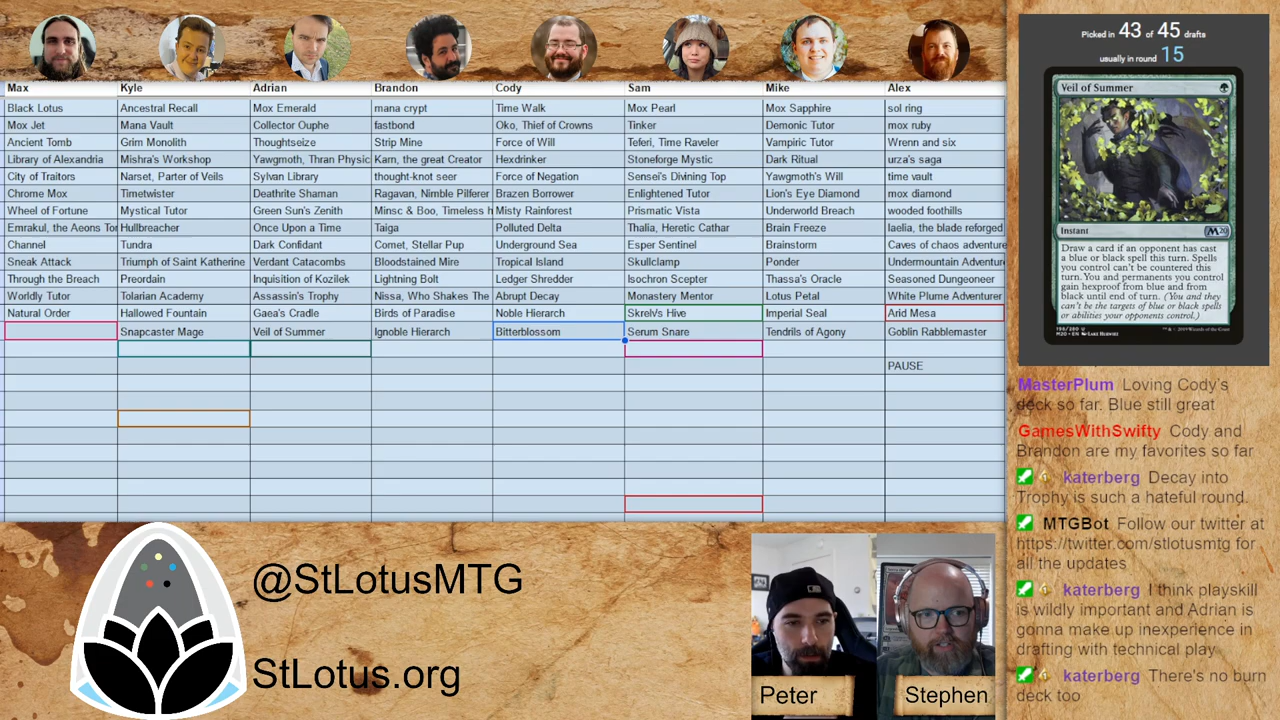 Max Kyle Adrian Brandon Cody Sam Mike Alex
Black Lotus Ancestral Recall Mox Emerald mana crypt Time Walk Mox Pearl Mox Sapphire sol ring
Mox Jet Mana Vault Collector Ouphe fastbond Oko, Thief of Crowns Tinker Demonic Tutor mox ruby
Ancient Tomb Grim Monolith Thoughtseize Strip Mine Force of Will Teferi, Time Raveler Vampiric Tutor Wrenn and six
Library of Alexandria Mishra's Workshop Yawgmoth, Thran Physic Karn, the great Creator Hexdrinker Stoneforge Mystic Dark Ritual urza's saga
City of Traitors Narset, Parter of Veils Sylvan Library thought-knot seer Force of Negation Sensei's Divining Top Yawgmoth's Will time vault
Chrome Mox Timetwister Deathrite Shaman Ragavan, Nimble Pilferer Brazen Borrower Enlightened Tutor Lion's Eye Diamond mox diamond
Wheel of Fortune Mystical Tutor Green Sun's Zenith Minsc & Boo, Timeless h Misty Rainforest Prismatic Vista Underworld Breach wooded foothills
Emrakul, the Aeons Tor Hullbreacher Once Upon a Time Taiga Polluted Delta Thalia, Heretic Cathar Brain Freeze laelia, the blade reforged
Channel Tundra Dark Confidant Comet, Stellar Pup Underground Sea Esper Sentinel Brainstorm Caves of chaos adventure
Sneak Attack Triumph of Saint Katherine Verdant Catacombs Bloodstained Mire Tropical Island Skullclamp Ponder Undermountain Adventure
Through the Breach Preordain Inquisition of Kozilek Lightning Bolt Ledger Shredder Isochron Scepter Thassa's Oracle Seasoned Dungeoneer
Worldly Tutor Tolarian Academy Assassin's Trophy Nissa, Who Shakes The Abrupt Decay Monastery Mentor Lotus Petal White Plume Adventurer
Natural Order Hallowed Fountain Gaea's Cradle Birds of Paradise Noble Hierarch Skrelv's Hive Imperial Seal Arid Mesa
Snapcaster Mage Veil of Summer Ignoble Hierarch Bitterblossom Serum Snare Tendrils of Agony Goblin Rabblemaster
PAUSE
Picked in 43 of 45 drafts
usually in round 15
Veil of Summer
Instant M20
Draw a card if an opponent has cast
a blue or black spell this turn. Spells
you control can't be countered this
turn. You and permanents you control
gain hexproof from blue and from
black until end of turn. (You and they
can't be the targets of blue or black spells
or abilities your opponents control.)
MasterPlum Loving Cody's
deck so far. Blue still great
GamesWithSwifty Cody and
Brandon are my favorites so far
katerberg Decay into
Trophy is such a hateful round.
MTGBot Follow our twitter at
https://twitter.com/stlotusmtg for
all the updates
katerberg I think playskill
is wildly important and Adrian is
gonna make up inexperience in
drafting with technical play
katerberg There's no burn
deck too
@StLotusMTG
StLotus.org
Peter Stephen